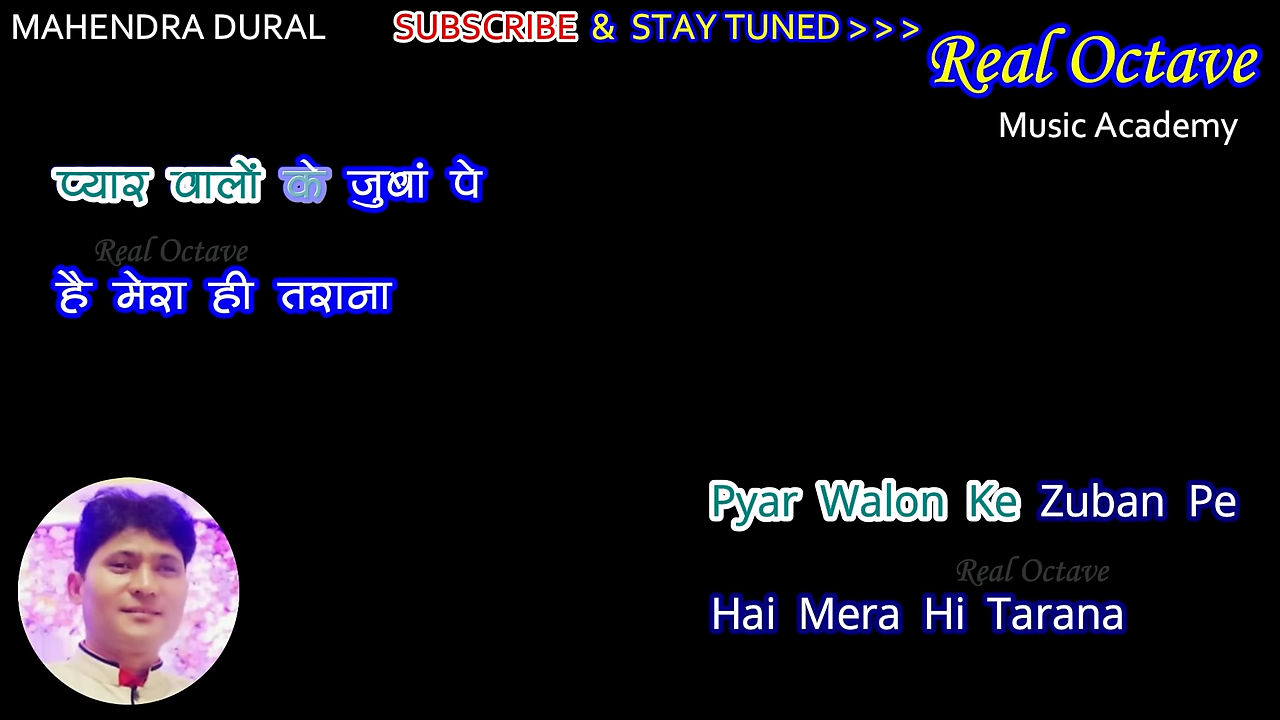 MAHENDRA DURAL
SUBSCRIBE & STAY TUNED > > >
Real Octave
Music Academy
प्यार वालों के जुबां पे
Real Octave
है मेरा ही तराना
Pyar Walon Ke Zuban Pe
Real Octave
Hai Mera Hi Tarana